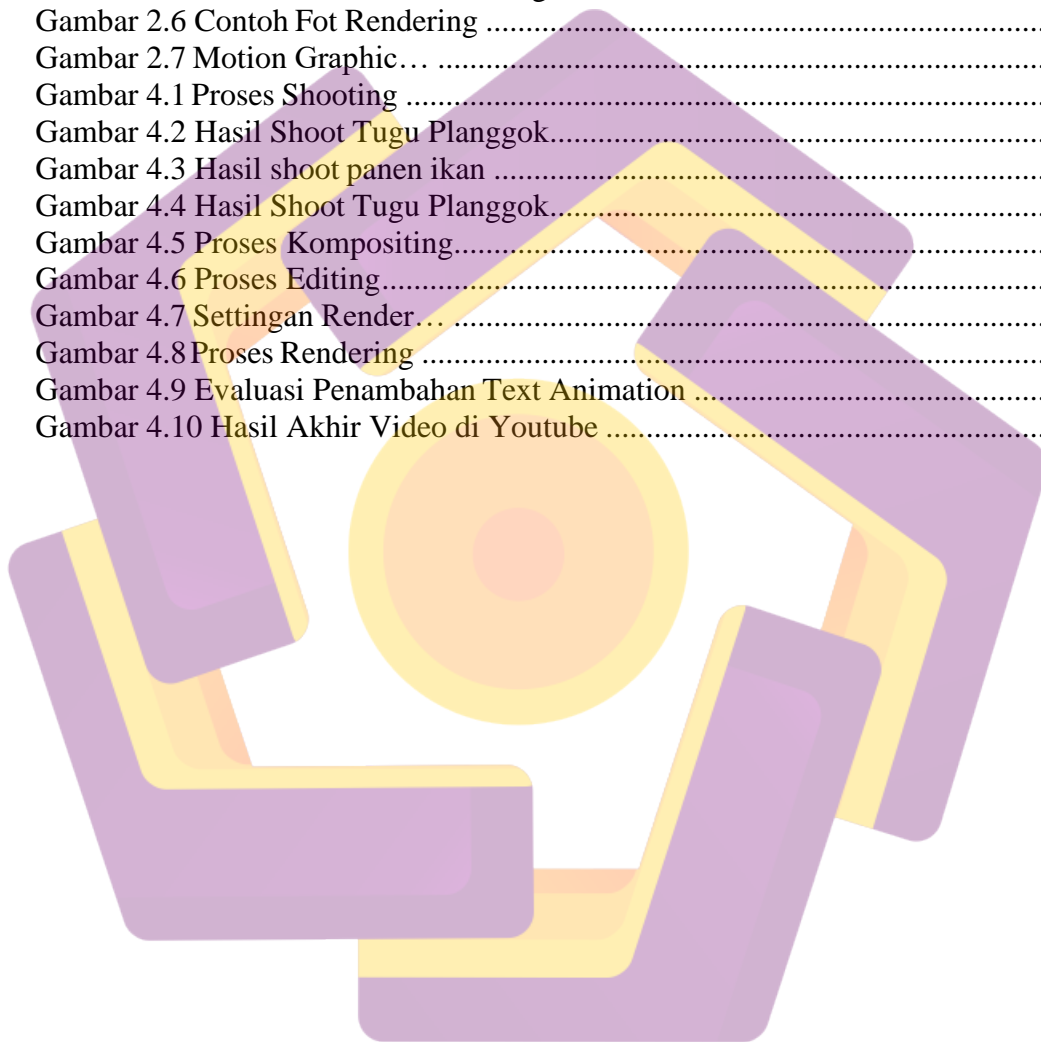 Gambar 2.6 Contoh Fot Rendering ..........................................................................
Gambar 2.7 Motion Graphic… ................................................................................
Gambar 4.1 Proses Shooting .....................................................................................
Gambar 4.2 Hasil Shoot Tugu Planggok..................................................................
Gambar 4.3 Hasil shoot panen ikan .........................................................................
Gambar 4.4 Hasil Shoot Tugu Planggok..................................................................
Gambar 4.5 Proses Kompositing...............................................................................
Gambar 4.6 Proses Editing.........................................................................................
Gambar 4.7 Settingan Render… ...............................................................................
Gambar 4.8 Proses Rendering ...................................................................................
Gambar 4.9 Evaluasi Penambahan Text Animation ..............................................
Gambar 4.10 Hasil Akhir Video di Youtube ..........................................................